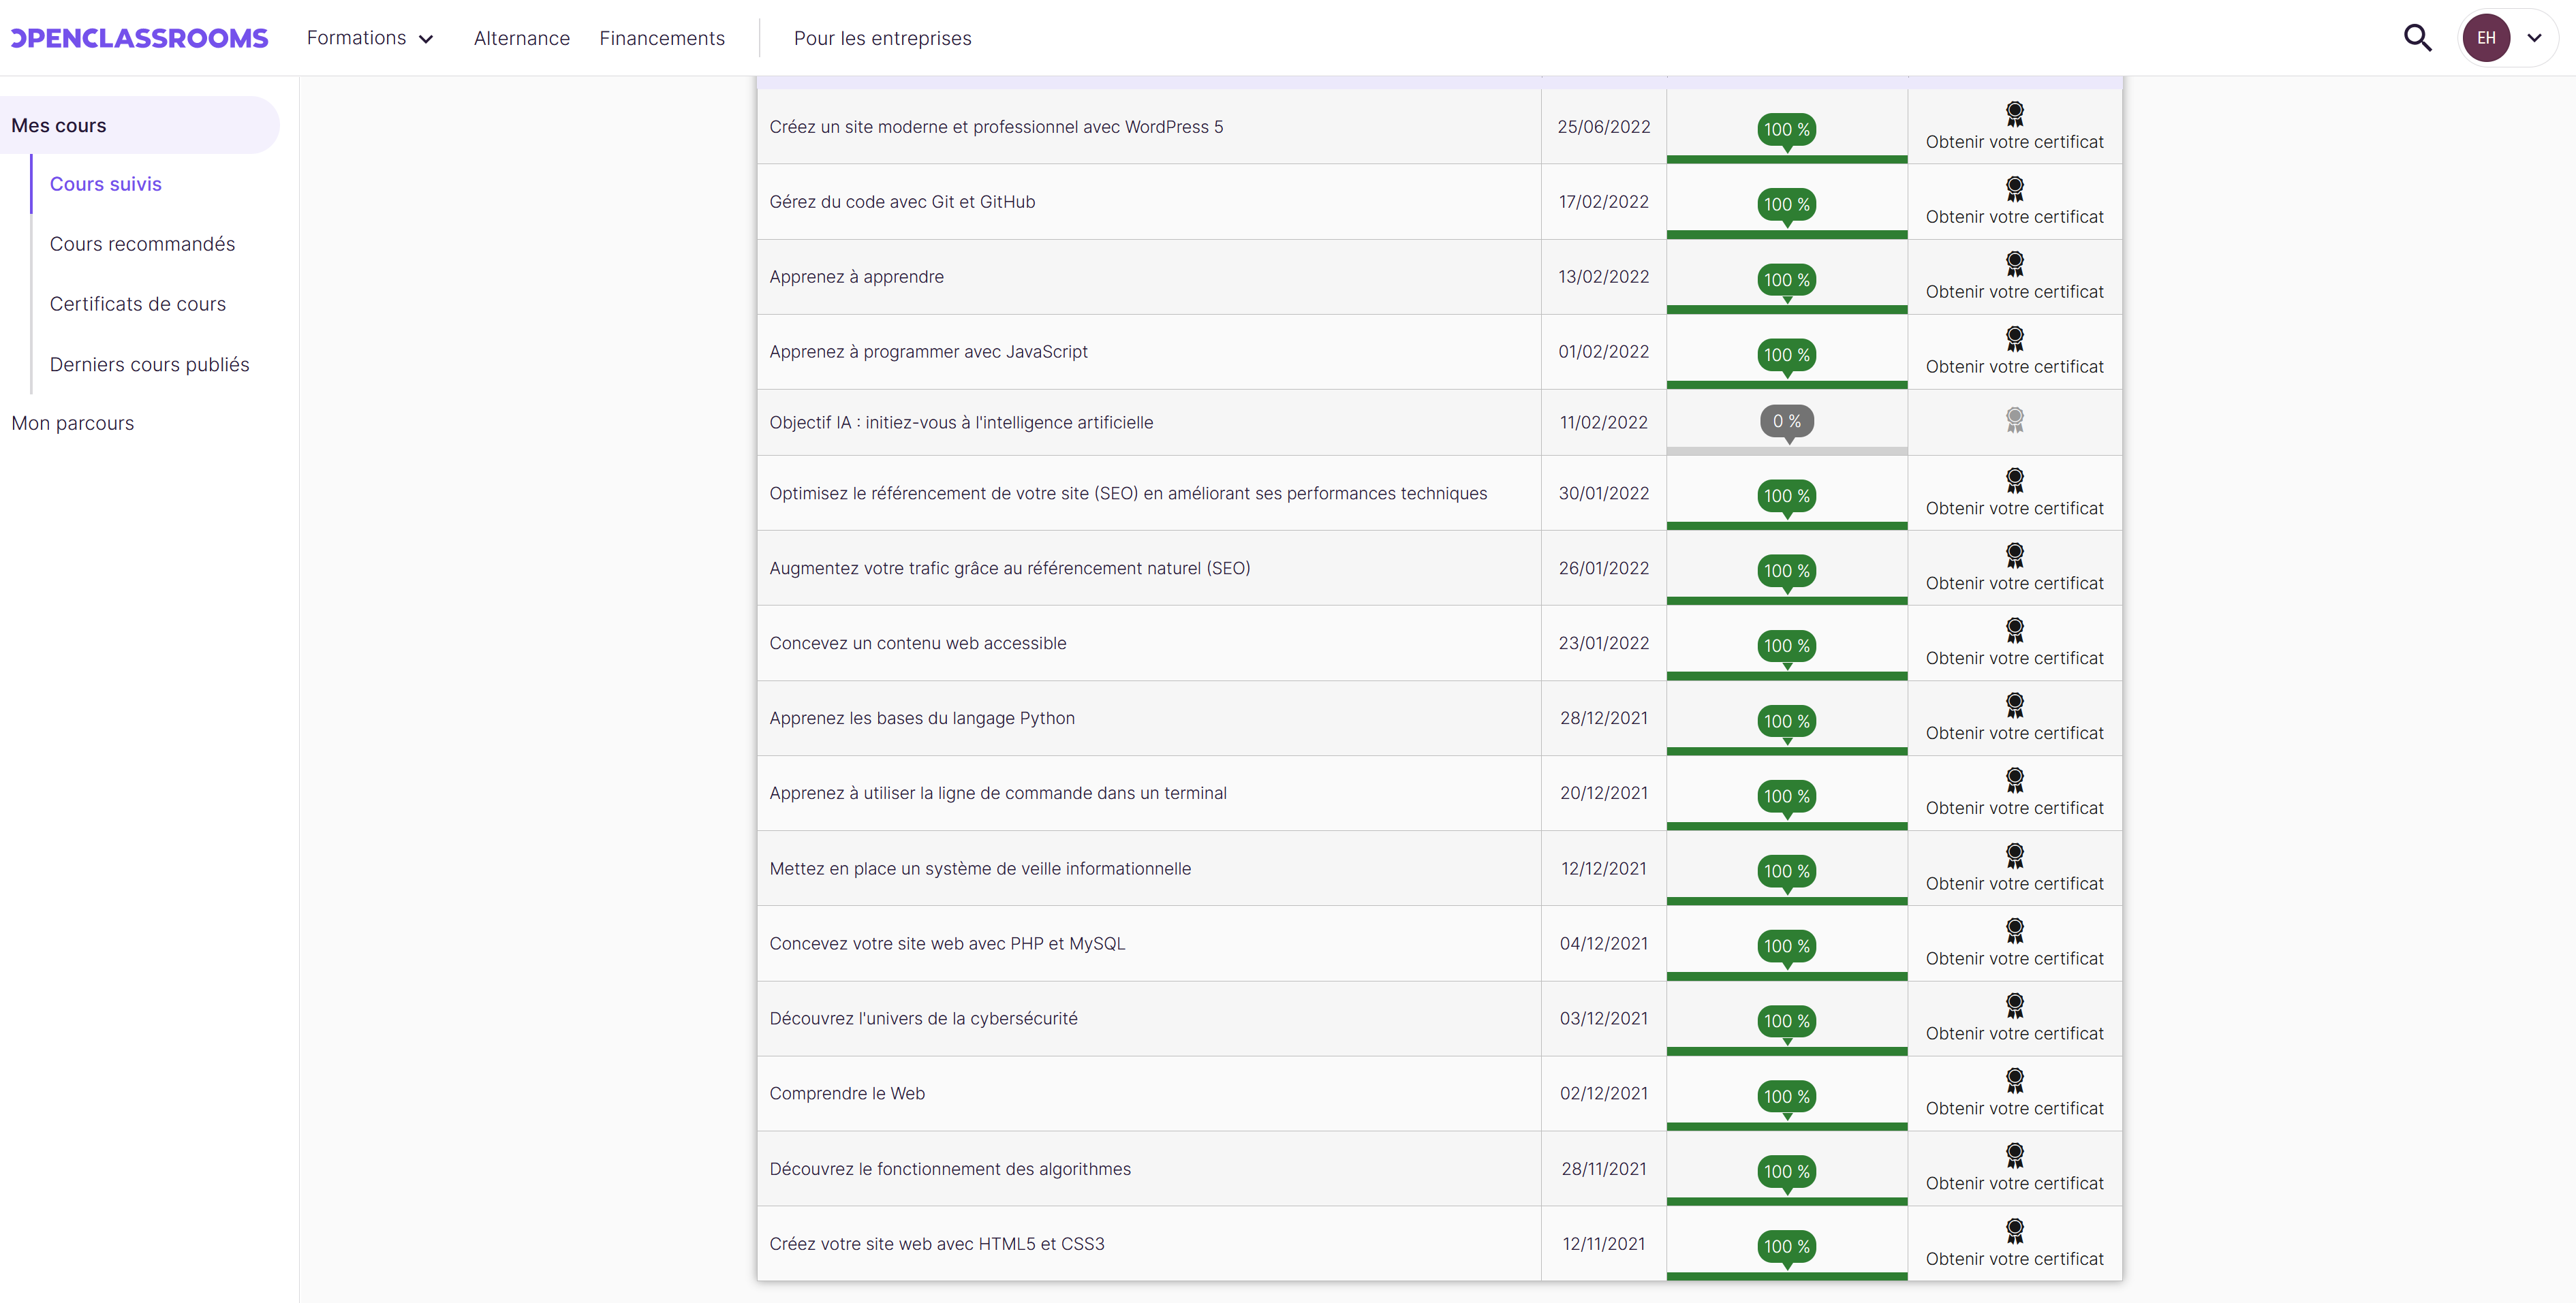 OPENCLASSROOMS
Formations
Alternance
Financements
Pour les entreprises
EH
Mes cours
Cours suivis
Cours recommandés
Certificats de cours
Derniers cours publiés
Mon parcours
Créez un site moderne et professionnel avec WordPress 5 25/06/2022 100 % Obtenir votre certificat
Gérez du code avec Git et GitHub 17/02/2022 100 % Obtenir votre certificat
Apprenez à apprendre 13/02/2022 100 % Obtenir votre certificat
Apprenez à programmer avec JavaScript 01/02/2022 100 % Obtenir votre certificat
Objectif IA : initiez-vous à l'intelligence artificielle 11/02/2022 0 %
Optimisez le référencement de votre site (SEO) en améliorant ses performances techniques 30/01/2022 100 % Obtenir votre certificat
Augmentez votre trafic grâce au référencement naturel (SEO) 26/01/2022 100 % Obtenir votre certificat
Concevez un contenu web accessible 23/01/2022 100 % Obtenir votre certificat
Apprenez les bases du langage Python 28/12/2021 100 % Obtenir votre certificat
Apprenez à utiliser la ligne de commande dans un terminal 20/12/2021 100 % Obtenir votre certificat
Mettez en place un système de veille informationnelle 12/12/2021 100 % Obtenir votre certificat
Concevez votre site web avec PHP et MySQL 04/12/2021 100 % Obtenir votre certificat
Découvrez l'univers de la cybersécurité 03/12/2021 100 % Obtenir votre certificat
Comprendre le Web 02/12/2021 100 % Obtenir votre certificat
Découvrez le fonctionnement des algorithmes 28/11/2021 100 % Obtenir votre certificat
Créez votre site web avec HTML5 et CSS3 12/11/2021 100 % Obtenir votre certificat